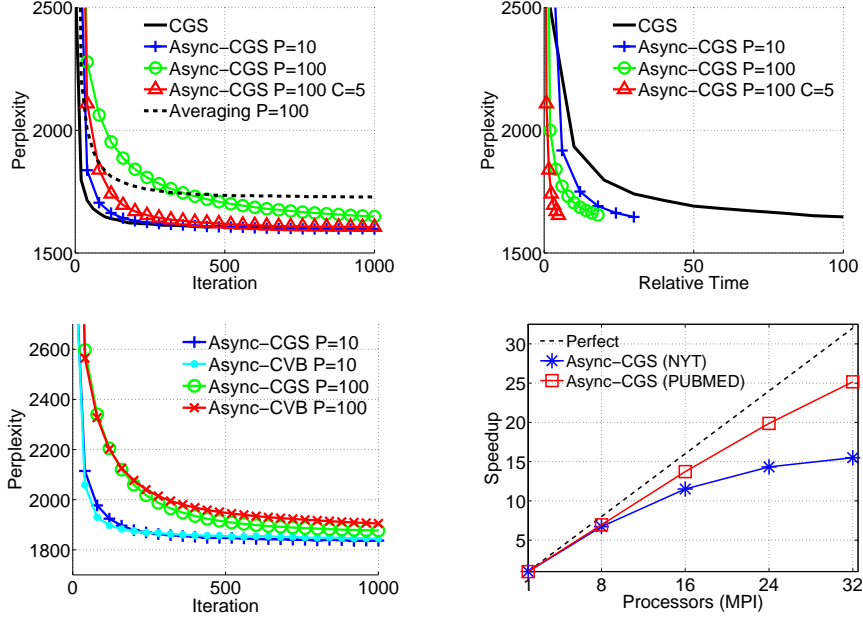 2500
2000
1500
Perplexity
CGS
Async−CGS P=10
Async−CGS P=100
Async−CGS P=100 C=5
Averaging P=100
0
500
1000
Iteration
2500
2000
1500
Perplexity
CGS
Async−CGS P=10
Async−CGS P=100
Async−CGS P=100 C=5
0
50
100
Relative Time
2600
2400
2200
2000
1800
Perplexity
Async−CGS P=10
Async−CVB P=10
Async−CGS P=100
Async−CVB P=100
0
500
1000
Iteration
30
25
20
15
10
5
Speedup
Perfect
Async−CGS (NYT)
Async−CGS (PUBMED)
1
8
16
24
32
Processors (MPI)